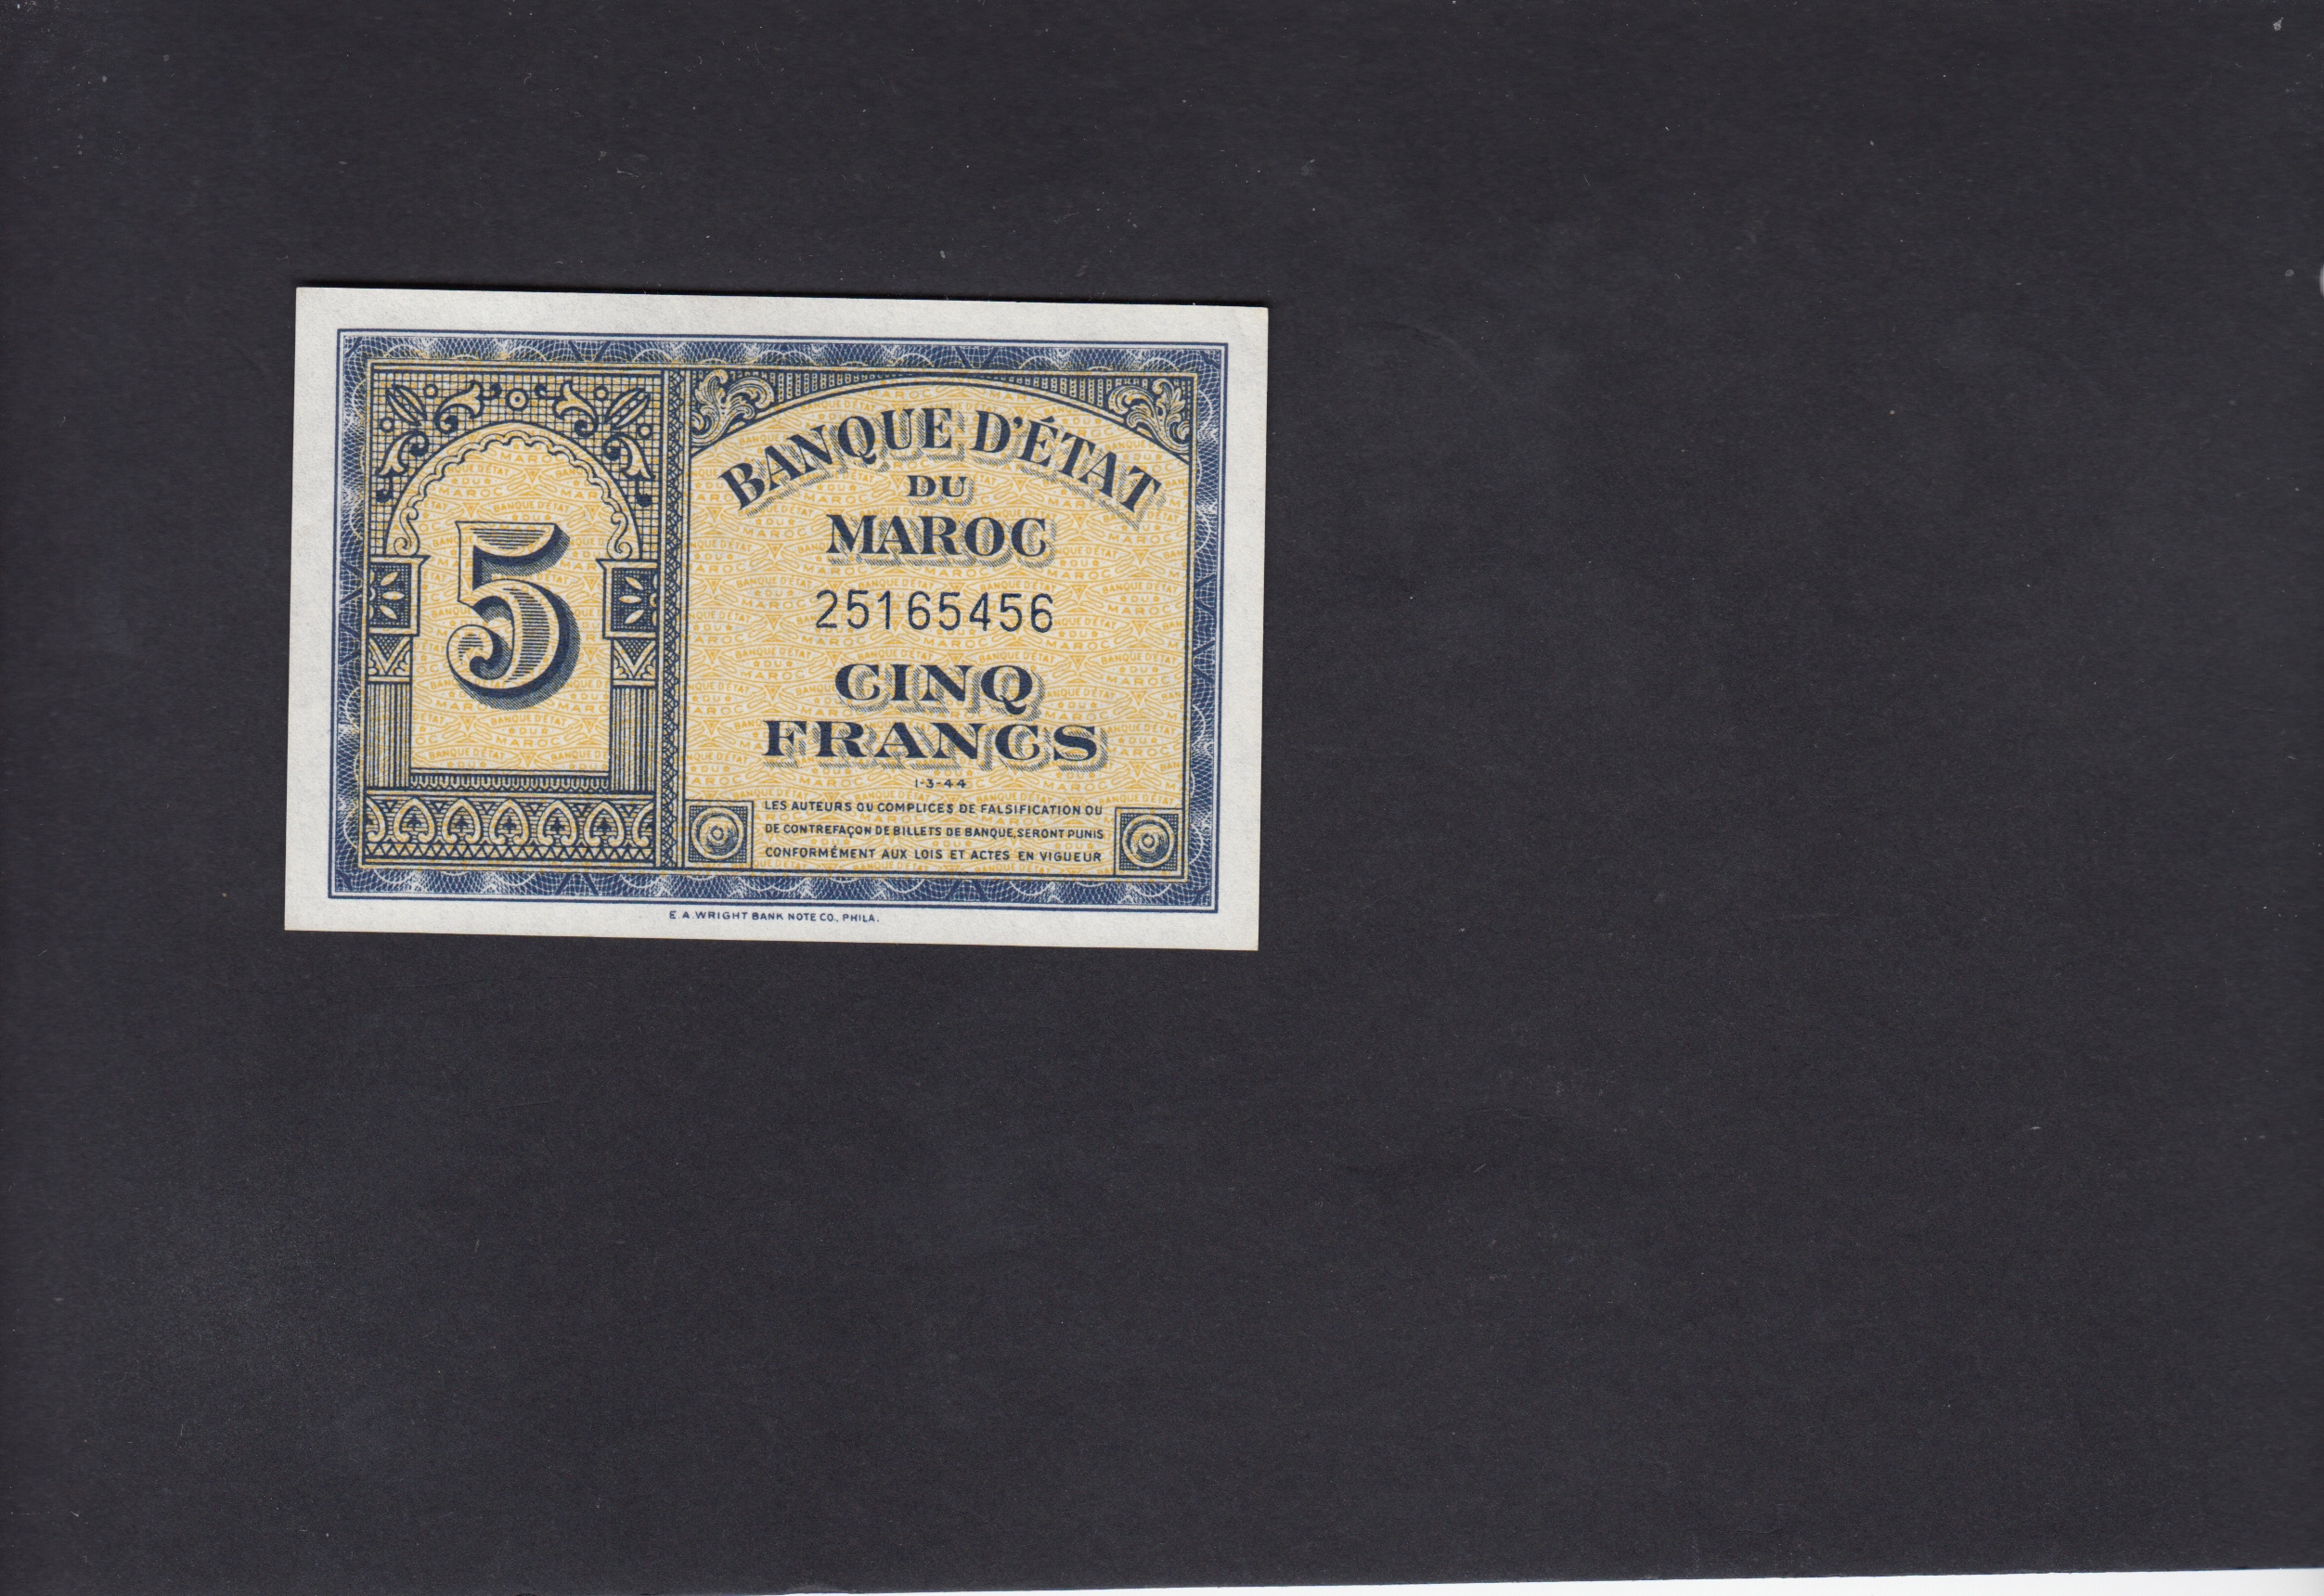 BANQUE D'ÉTAT
DU
MAROC
5
25165456
CINQ
FRANCS
1-3-44
LES AUTEURS OU COMPLICES DE FALSIFICATION OU
DE CONTREFAÇON DE BILLETS DE BANQUE, SERONT PUNIS
CONFORMÉMENT AUX LOIS ET ACTES EN VIGUEUR
E.A. WRIGHT BANK NOTE CO., PHILA.